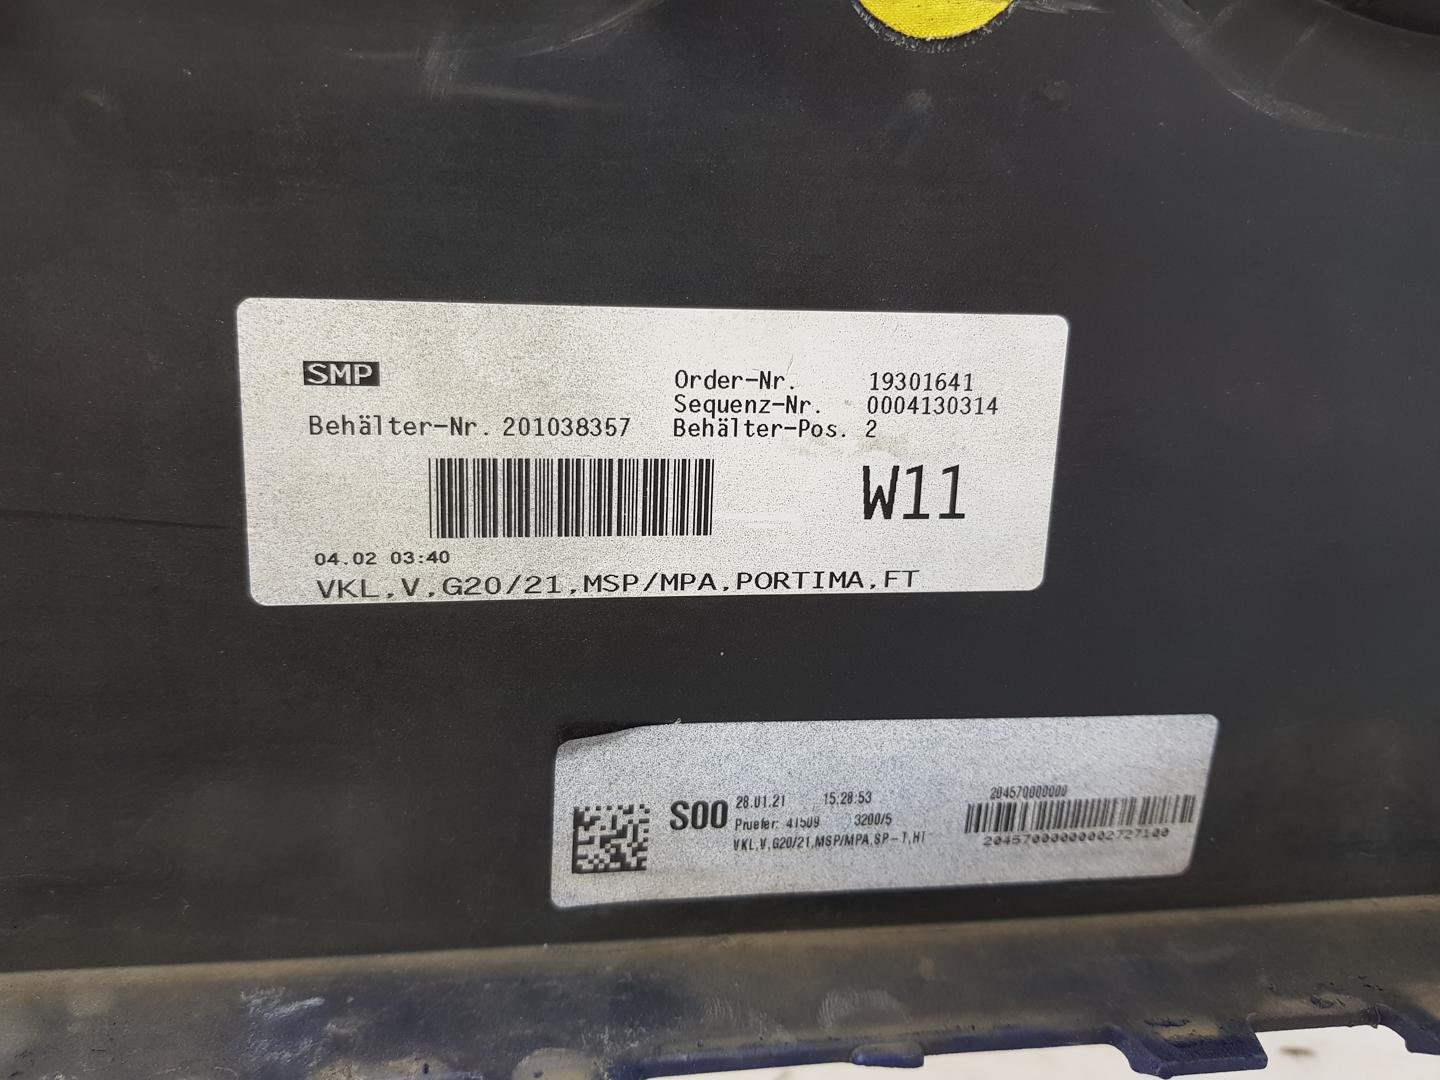 SMP
Order-Nr. 19301641
Sequenz-Nr. 0004130314
Behälter-Nr. 201038357 Behälter-Pos. 2
W11
04.02 03:40
VKL,V,G20/21,MSP/MPA,PORTIMA,FT
S00 28.01.21 15:28:53
Pruefer: 41509 3200/5
VKL,V,G20/21,MSP/MPA,SP-T,HT
204570000000